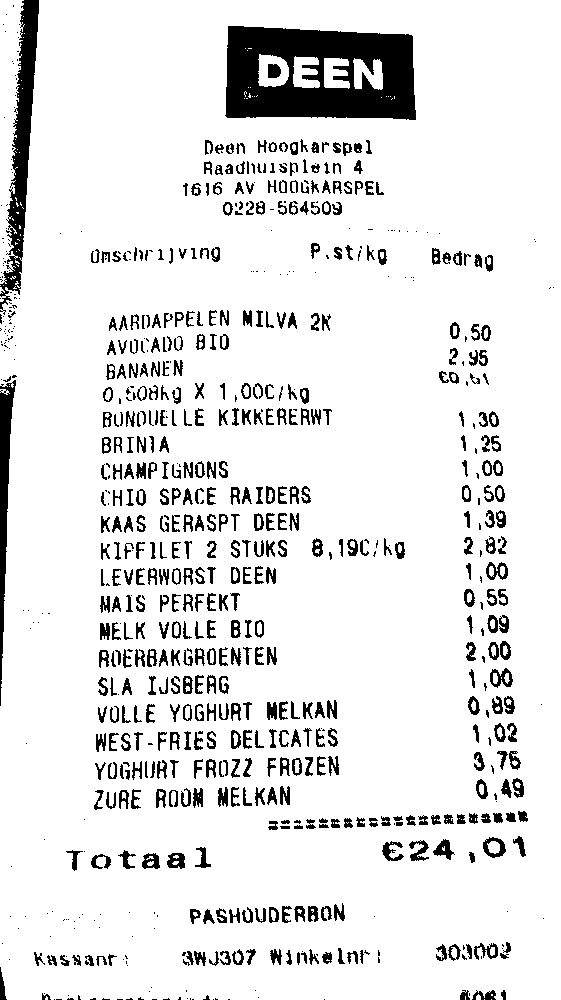 DEEN
Deen Hoogkarspel
Raadhuisplein 4
1616 AV HOOGKARSPEL
0228-564509
Omschrijving P.st/kg Bedrag
AARDAPPELEN MILVA 2K 0,50
AVOCADO BIO 2,95
BANANEN €0,51
0,508kg X 1,00€/kg
BONDUELLE KIKKERERWT 1,30
BRINTA 1,25
CHAMPIGNONS 1,00
CHIO SPACE RAIDERS 0,50
KAAS GERASPT DEEN 1,39
KIPFILET 2 STUKS 8,19€/kg 2,82
LEVERWORST DEEN 1,00
MAIS PERFEKT 0,55
MELK VOLLE BIO 1,09
ROERBAKGROENTEN 2,00
SLA IJSBERG 1,00
VOLLE YOGHURT MELKAN 0,89
WEST-FRIES DELICATES 1,02
YOGHURT FROZZ FROZEN 3,75
ZURE ROOM MELKAN 0,49
=======================
Totaal €24,01
PASHOUDERBON
Kassanr: 3WJ307 Winkelnr: 303002